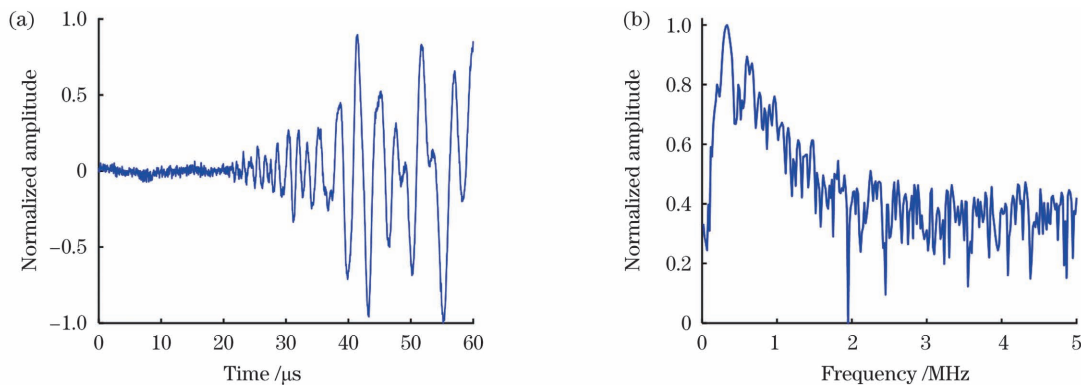 (a)
Normalized amplitude
1.0
0.5
0
−0.5
−1.0
0 10 20 30 40 50 60
Time /μs
(b)
Normalized amplitude
1.0
0.8
0.6
0.4
0.2
0
0 1 2 3 4 5
Frequency /MHz